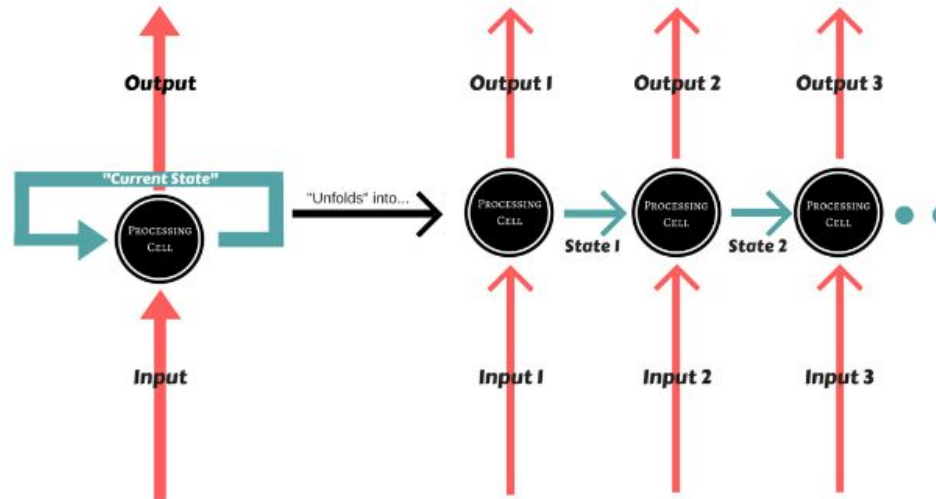 Output
Output 1
Output 2
Output 3
"Current State"
"Unfolds" into...
Processing
Cell
Processing
Cell
Processing
Cell
Processing
Cell
State 1
State 2
Input
Input 1
Input 2
Input 3